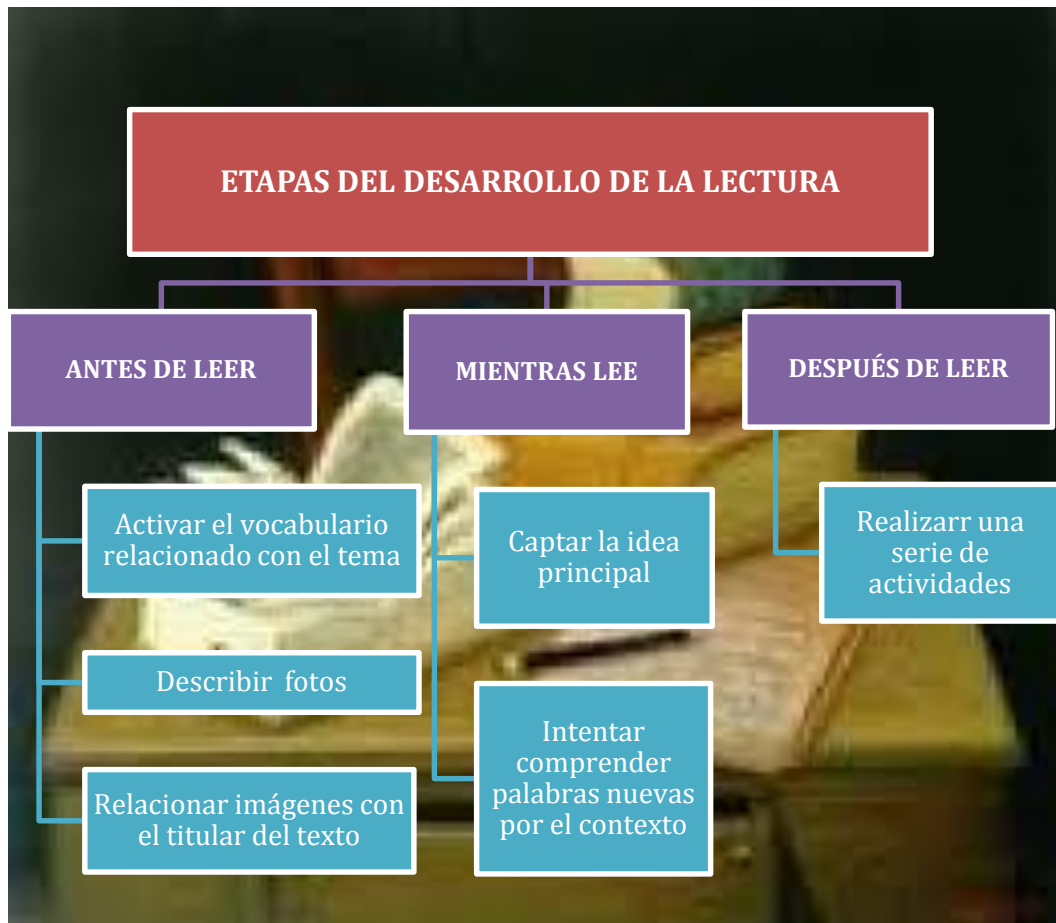 ETAPAS DEL DESARROLLO DE LA LECTURA
ANTES DE LEER
Activar el vocabulario
relacionado con el tema
Describir fotos
Relacionar imágenes con
el titular del texto
MIENTRAS LEE
Captar la idea
principal
Intentar
comprender
palabras nuevas
por el contexto
DESPUÉS DE LEER
Realizarr una
serie de
actividades